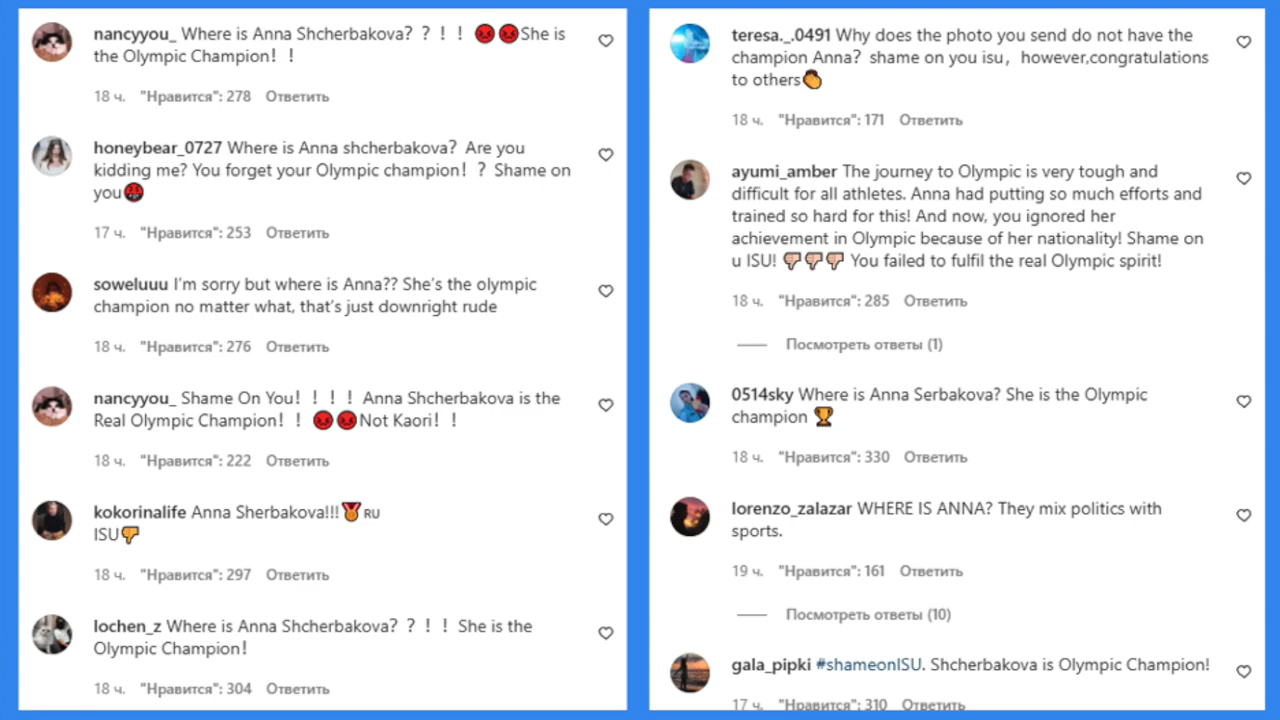 nancyyou_ Where is Anna Shcherbakova？？！！ 😡😡She is
the Olympic Champion！！
18 ч. "Нравится": 278 Ответить
honeybear_0727 Where is Anna shcherbakova？Are you
kidding me? You forget your Olympic champion！？Shame on
you🤬
17 ч. "Нравится": 253 Ответить
soweluuu I'm sorry but where is Anna?? She's the olympic
champion no matter what, that's just downright rude
18 ч. "Нравится": 276 Ответить
nancyyou_ Shame On You！！！！Anna Shcherbakova is the
Real Olympic Champion！！😡😡Not Kaori！！
18 ч. "Нравится": 222 Ответить
kokorinalife Anna Sherbakova!!!🏅RU
ISU👎
18 ч. "Нравится": 297 Ответить
lochen_z Where is Anna Shcherbakova？？！！She is the
Olympic Champion！
18 ч. "Нравится": 304 Ответить
teresa._.0491 Why does the photo you send do not have the
champion Anna？shame on you isu，however,congratulations
to others👏
18 ч. "Нравится": 171 Ответить
ayumi_amber The journey to Olympic is very tough and
difficult for all athletes. Anna had putting so much efforts and
trained so hard for this! And now, you ignored her
achievement in Olympic because of her nationality! Shame on
u ISU! 👎🏻👎🏻👎🏻 You failed to fulfil the real Olympic spirit!
18 ч. "Нравится": 285 Ответить
Посмотреть ответы (1)
0514sky Where is Anna Serbakova? She is the Olympic
champion 🏆
18 ч. "Нравится": 330 Ответить
lorenzo_zalazar WHERE IS ANNA? They mix politics with
sports.
19 ч. "Нравится": 161 Ответить
Посмотреть ответы (10)
gala_pipki #shameonISU. Shcherbakova is Olympic Champion!
17 ч. "Нравится": 310 Ответить